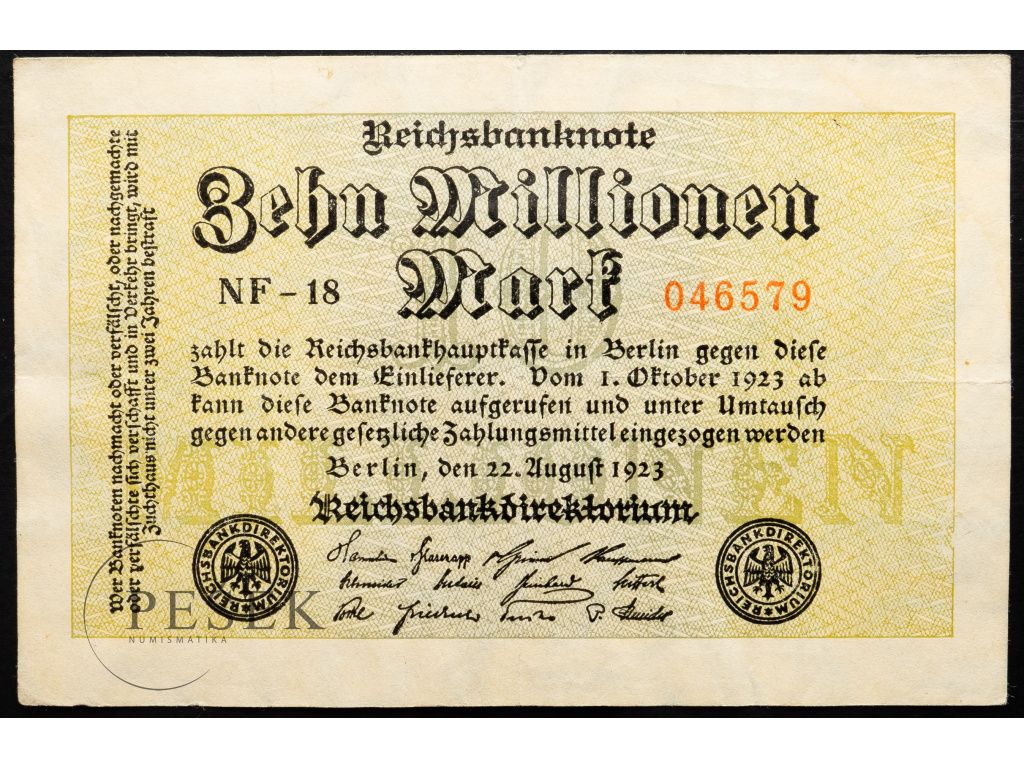 Reichsbanknote
Zehn Millionen
Mark
NF-18
046579
zahlt die Reichsbankhauptkasse in Berlin gegen diese
Banknote dem Einlieferer. Vom 1. Oktober 1923 ab
kann diese Banknote aufgerufen und unter Umtausch
gegen andere gesetzliche Zahlungsmittel eingezogen werden
Berlin, den 22. August 1923
Reichsbankdirektorium
REICHSBANKDIREKTORIUM
REICHSBANKDIREKTORIUM
Wer Banknoten nachmacht oder verfälscht, oder nachgemachte
oder verfälschte sich verschafft und in Verkehr bringt, wird mit
Zuchthaus nicht unter zwei Jahren bestraft
PESEK
NUMISMATIKA